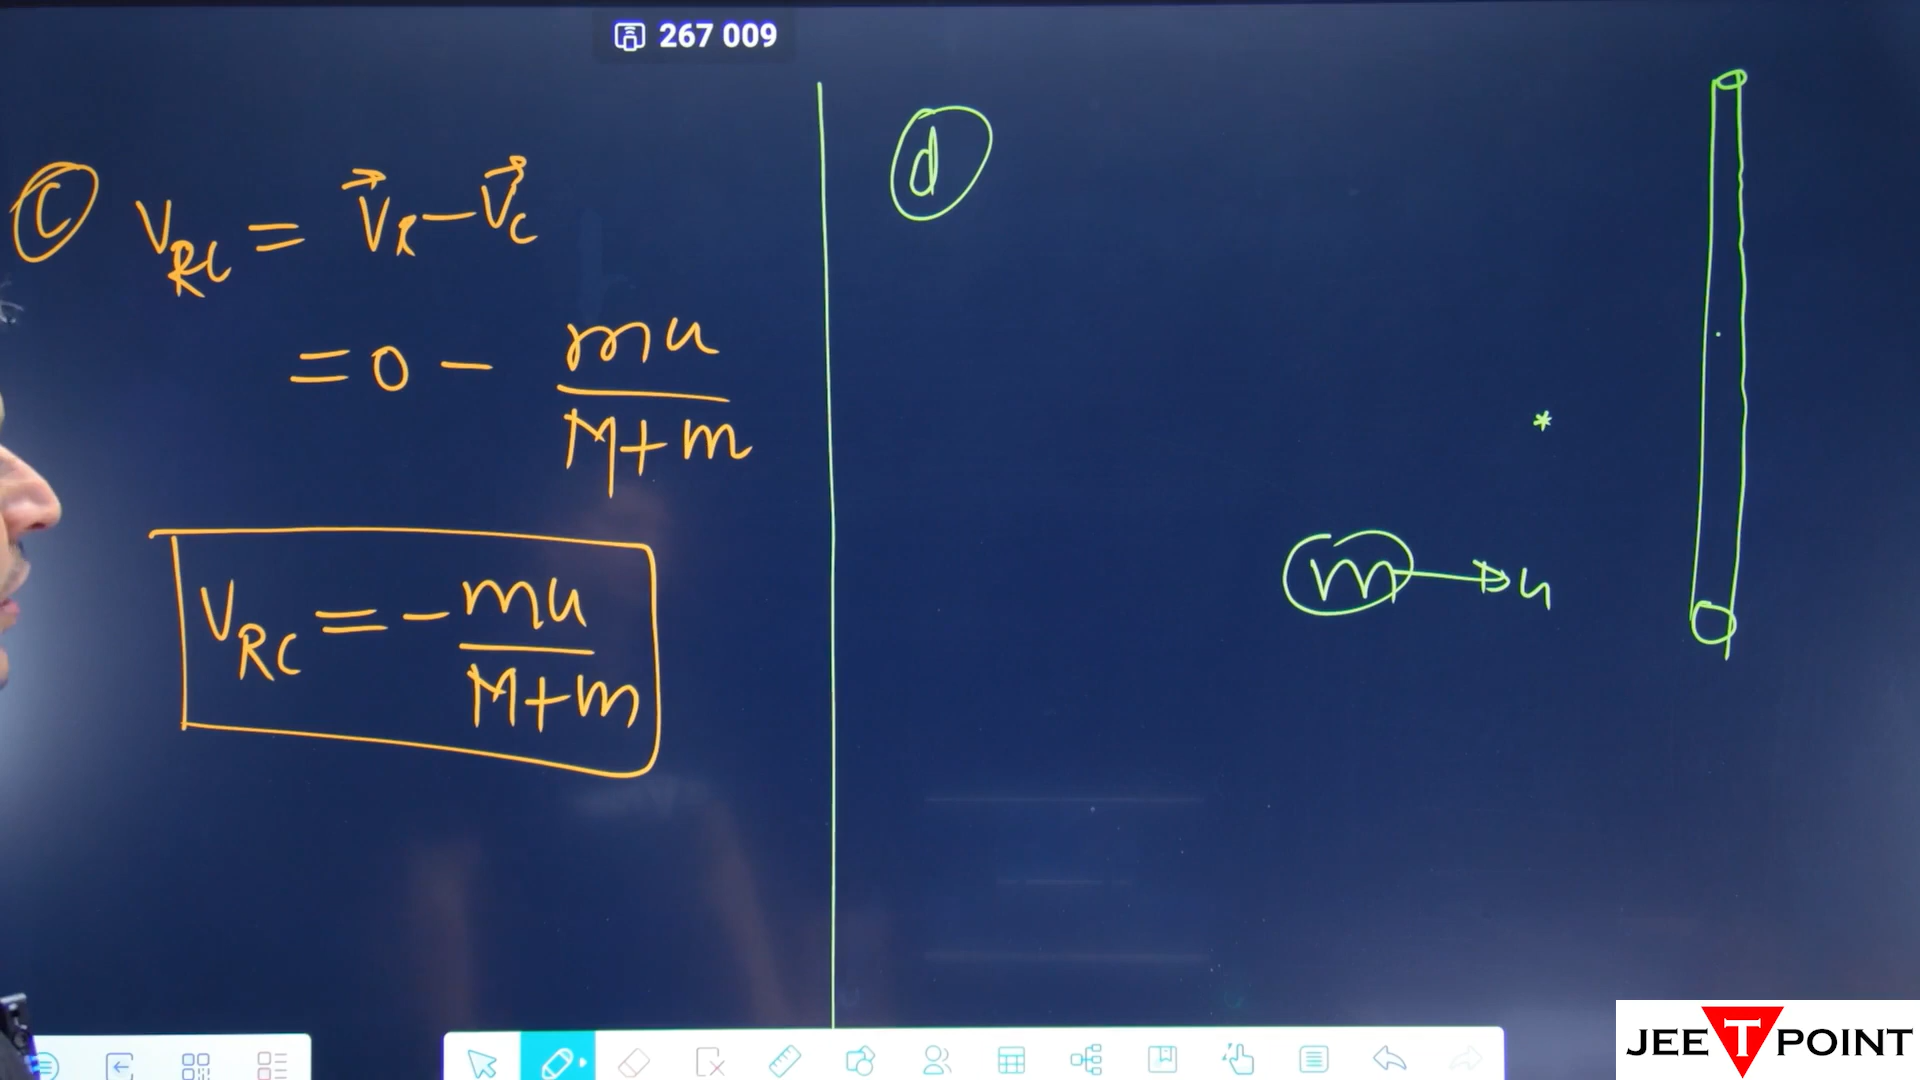 267 009
C V_RC = V⃗_R - V⃗_C
= 0 - mu/(M+m)
V_RC = - mu/(M+m)
d
m → u
JEE T POINT